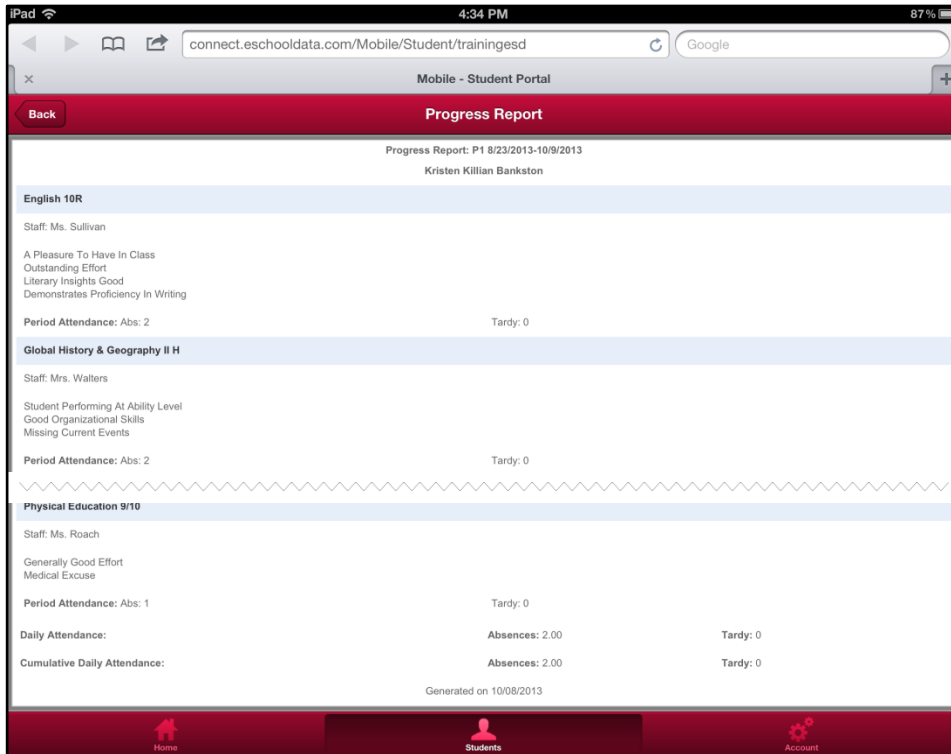 iPad 4:34 PM 87%
connect.eschooldata.com/Mobile/Student/trainingesd Google
Mobile - Student Portal
Back Progress Report
Progress Report: P1 8/23/2013-10/9/2013
Kristen Killian Bankston
English 10R
Staff: Ms. Sullivan
A Pleasure To Have In Class
Outstanding Effort
Literary Insights Good
Demonstrates Proficiency In Writing
Period Attendance: Abs: 2 Tardy: 0
Global History & Geography II H
Staff: Mrs. Walters
Student Performing At Ability Level
Good Organizational Skills
Missing Current Events
Period Attendance: Abs: 2 Tardy: 0
Physical Education 9/10
Staff: Ms. Roach
Generally Good Effort
Medical Excuse
Period Attendance: Abs: 1 Tardy: 0
Daily Attendance: Absences: 2.00 Tardy: 0
Cumulative Daily Attendance: Absences: 2.00 Tardy: 0
Generated on 10/08/2013
Home Students Account